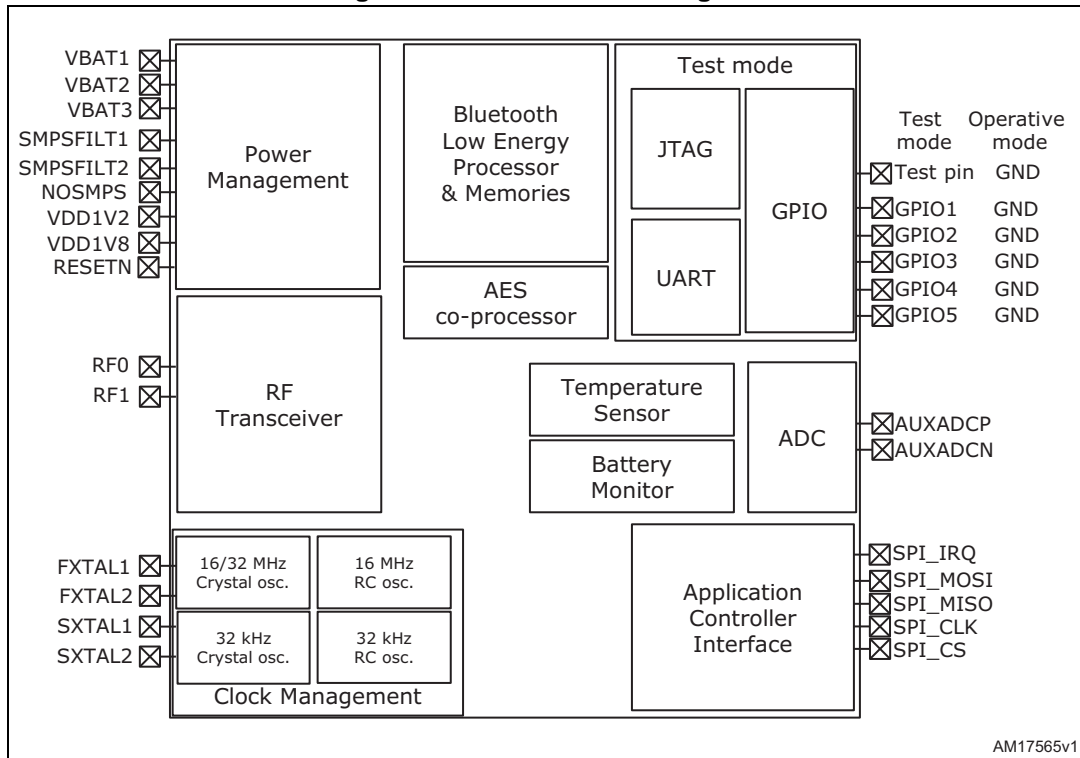 VBAT1
VBAT2
VBAT3
SMPSFILT1
SMPSFILT2
NOSMPS
VDD1V2
VDD1V8
RESETN
RF0
RF1
FXTAL1
FXTAL2
SXTAL1
SXTAL2
Power
Management
RF
Transceiver
16/32 MHz
Crystal osc.
16 MHz
RC osc.
32 kHz
Crystal osc.
32 kHz
RC osc.
Clock Management
Bluetooth
Low Energy
Processor
& Memories
AES
co-processor
Test mode
JTAG
UART
GPIO
Temperature
Sensor
Battery
Monitor
ADC
Application
Controller
Interface
Test Operative
mode mode
Test pin GND
GPIO1 GND
GPIO2 GND
GPIO3 GND
GPIO4 GND
GPIO5 GND
AUXADCP
AUXADCN
SPI_IRQ
SPI_MOSI
SPI_MISO
SPI_CLK
SPI_CS
AM17565v1